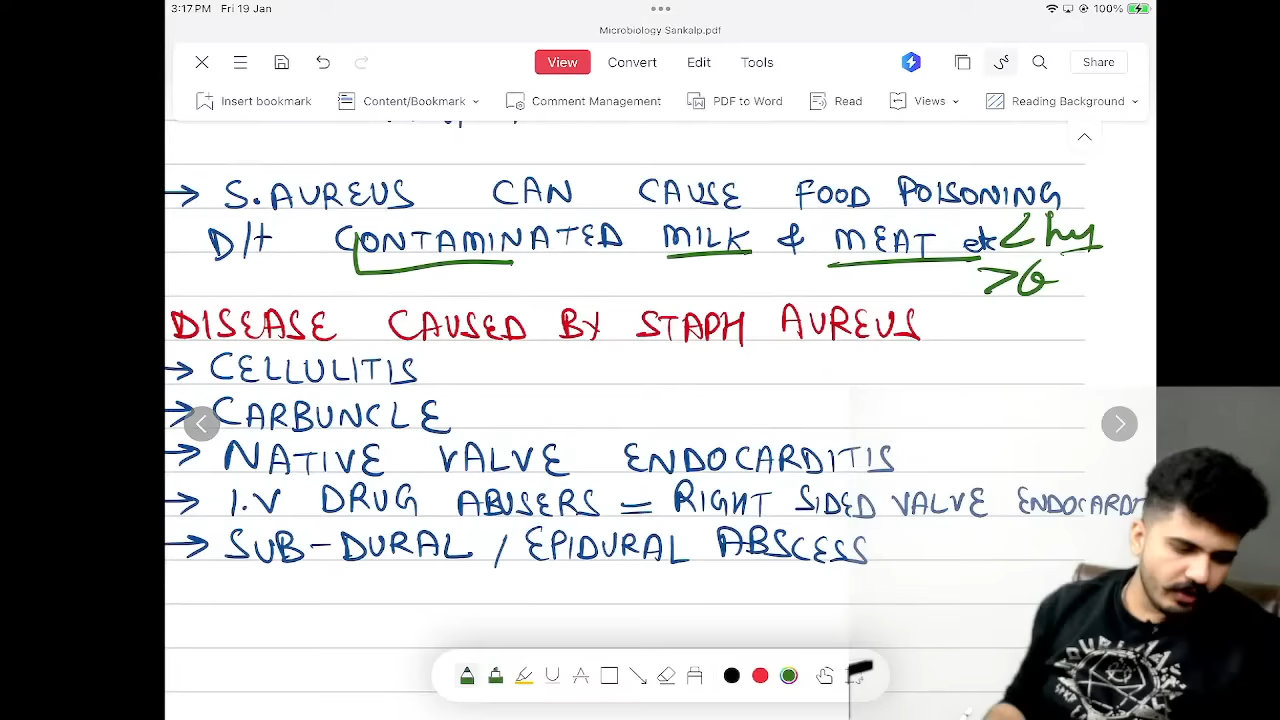 3:17 PM Fri 19 Jan
100%
Microbiology Sankalp.pdf
View Convert Edit Tools Share
Insert bookmark Content/Bookmark Comment Management PDF to Word Read Views Reading Background
→ S. AUREUS CAN CAUSE FOOD POISONING
D/t CONTAMINATED MILK & MEAT etc
DISEASE CAUSED BY STAPH AUREUS
→ CELLULITIS
→ CARBUNCLE
→ NATIVE VALVE ENDOCARDITIS
→ I.V DRUG ABUSERS = RIGHT SIDED VALVE ENDOCARDIT
→ SUB-DURAL / EPIDURAL ABSCESS